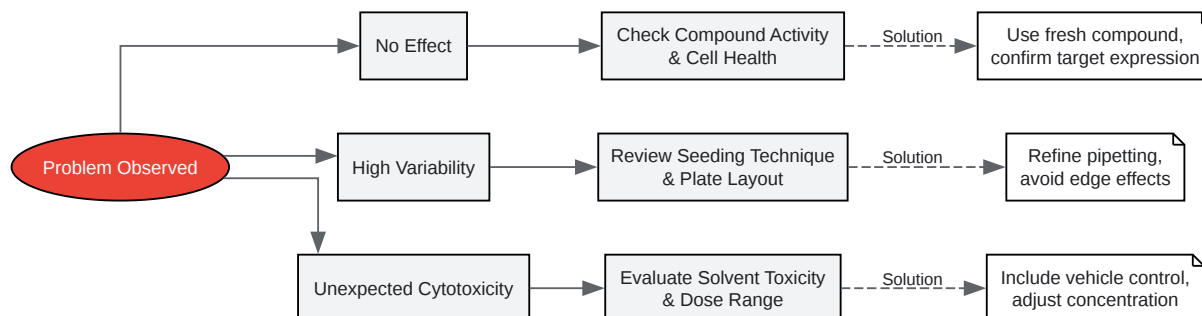 No Effect
Check Compound Activity
& Cell Health
Solution
Use fresh compound,
confirm target expression
Problem Observed
High Variability
Review Seeding Technique
& Plate Layout
Solution
Refine pipetting,
avoid edge effects
Unexpected Cytotoxicity
Evaluate Solvent Toxicity
& Dose Range
Solution
Include vehicle control,
adjust concentration